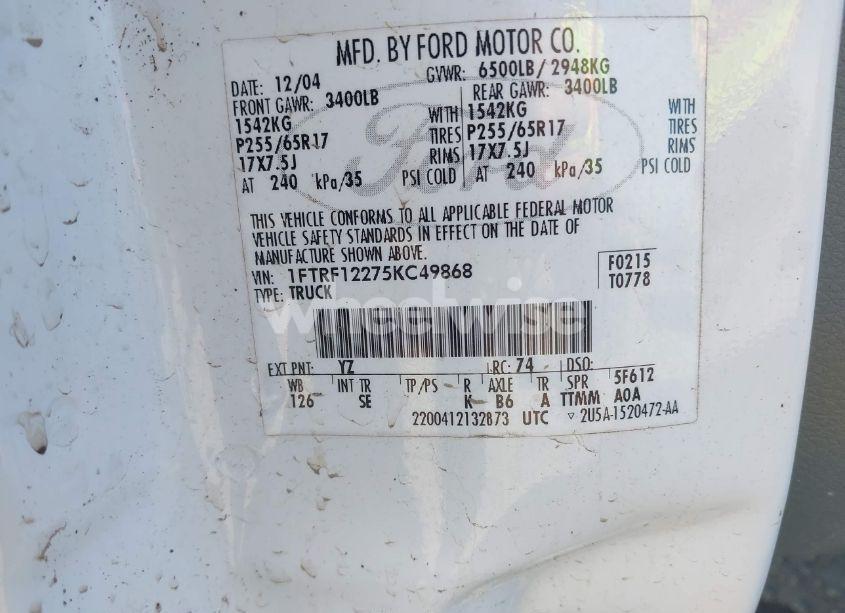 MFD. BY FORD MOTOR CO.
DATE: 12/04 GVWR: 6500LB/ 2948KG
FRONT GAWR: 3400LB REAR GAWR: 3400LB
1542KG WITH 1542KG WITH
P255/65R17 TIRES P255/65R17 TIRES
17X7.5J RIMS 17X7.5J RIMS
AT 240 kPa/35 PSI COLD AT 240 kPa/35 PSI COLD
THIS VEHICLE CONFORMS TO ALL APPLICABLE FEDERAL MOTOR
VEHICLE SAFETY STANDARDS IN EFFECT ON THE DATE OF
MANUFACTURE SHOWN ABOVE.
VIN: 1FTRF12275KC49868 F0215
TYPE: TRUCK T0778
Ford
wheelwise
EXT PNT: YZ RC: 74 DSO:
WB INT TR TP/PS R AXLE TR SPR 5F612
126 SE K B6 A TTMM A0A
2200412132873 UTC ▽ 2U5A-1520472-AA